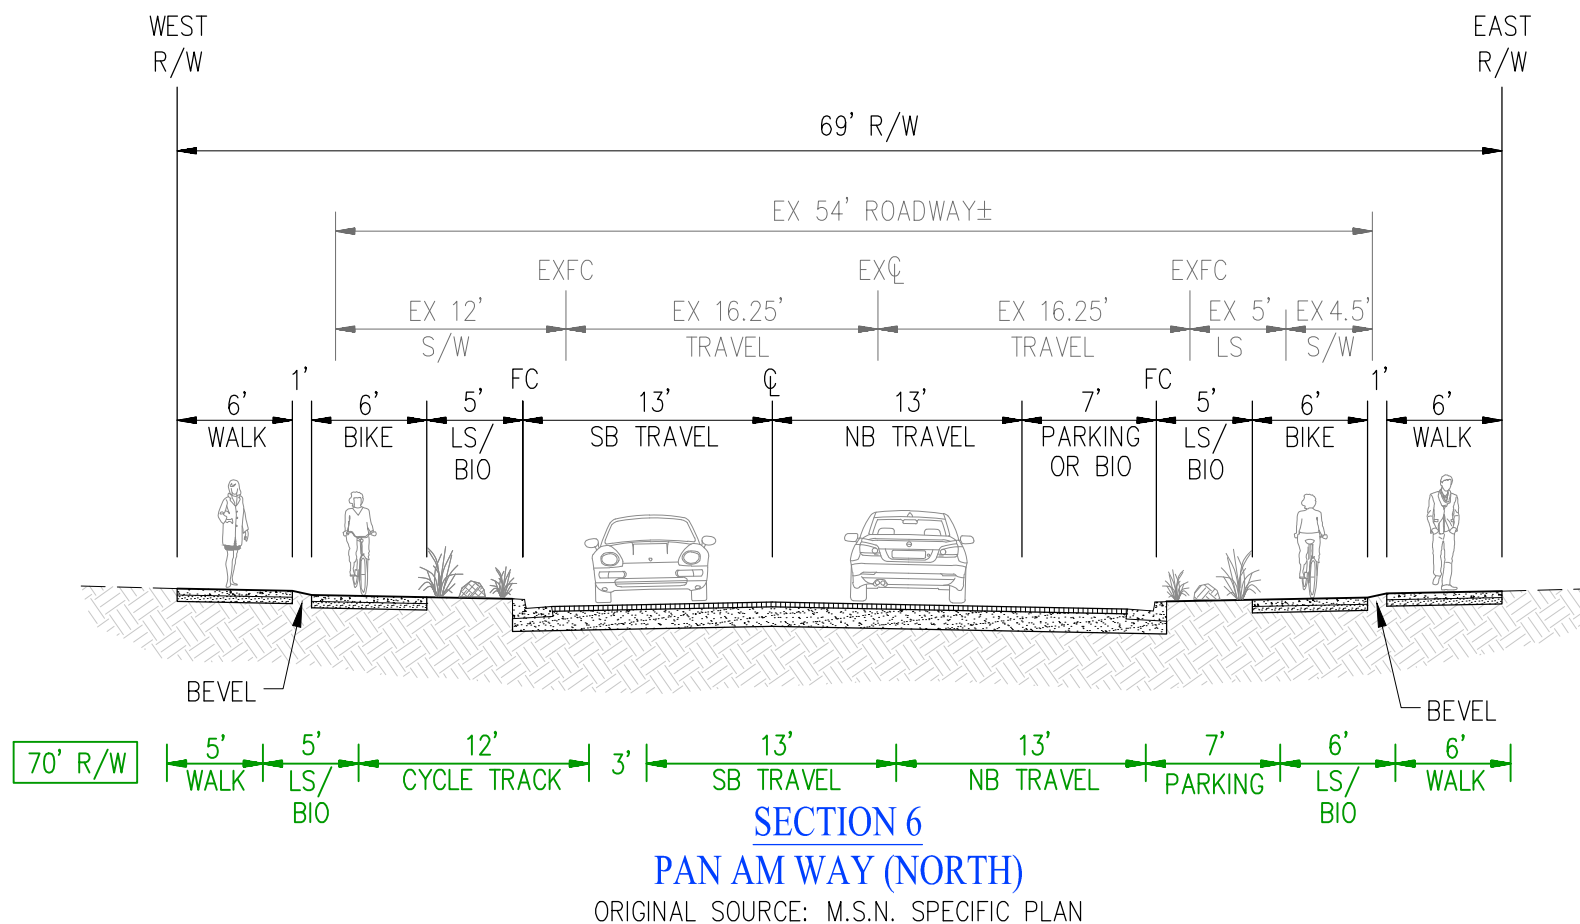 WEST
R/W
EAST
R/W
69' R/W
EX 54' ROADWAY±
EXFC
EX℄
EXFC
EX 12'
EX 16.25'
EX 16.25'
EX 5'
EX 4.5'
S/W
TRAVEL
TRAVEL
LS
S/W
1'
FC
℄
FC
1'
6'
6'
5'
13'
13'
7'
5'
6'
6'
WALK
BIKE
LS/
BIO
SB TRAVEL
NB TRAVEL
PARKING
OR BIO
LS/
BIO
BIKE
WALK
BEVEL
BEVEL
70' R/W
5'
5'
12'
3'
13'
13'
7'
6'
6'
WALK
LS/
BIO
CYCLE TRACK
SB TRAVEL
NB TRAVEL
PARKING
LS/
BIO
WALK
SECTION 6
PAN AM WAY (NORTH)
ORIGINAL SOURCE: M.S.N. SPECIFIC PLAN